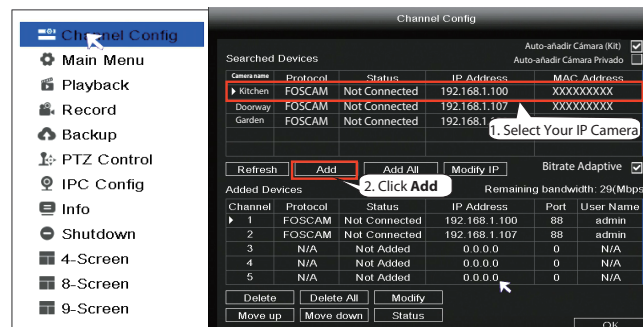 Channel Config
Main Menu
Playback
Record
Backup
PTZ Control
IPC Config
Info
Shutdown
4-Screen
8-Screen
9-Screen
Channel Config
Auto-añadir Cámara (Kit)
Searched Devices
Auto-añadir Cámara Privado
Camera name Protocol Status IP Address MAC Address
Kitchen FOSCAM Not Connected 192.168.1.100 XXXXXXXXX
Doorway FOSCAM Not Connected 192.168.1.107 XXXXXXXXX
Garden FOSCAM Not Connected
1. Select Your IP Camera
Refresh Add Add All Modify IP Bitrate Adaptive
2. Click Add
Added Devices Remaining bandwidth: 29(Mbps
Channel Protocol Status IP Address Port User Name
1 FOSCAM Not Connected 192.168.1.100 88 admin
2 FOSCAM Not Connected 192.168.1.107 88 admin
3 N/A Not Added 0.0.0.0 0 N/A
4 N/A Not Added 0.0.0.0 0 N/A
5 N/A Not Added 0.0.0.0 0 N/A
Delete Delete All Modify
Move up Move down Status
OK